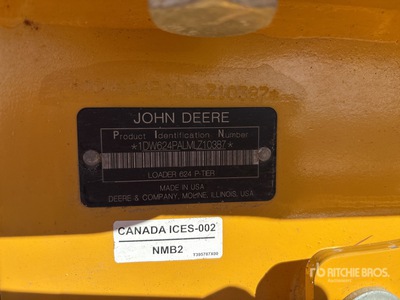 JOHN DEERE
Product Identification Number
*1DW624PALMLZ10387*
LOADER 624 P-TIER
MADE IN USA
DEERE & COMPANY, MOLINE, ILLINOIS, USA
CANADA ICES-002
NMB2
RITCHIE BROS.